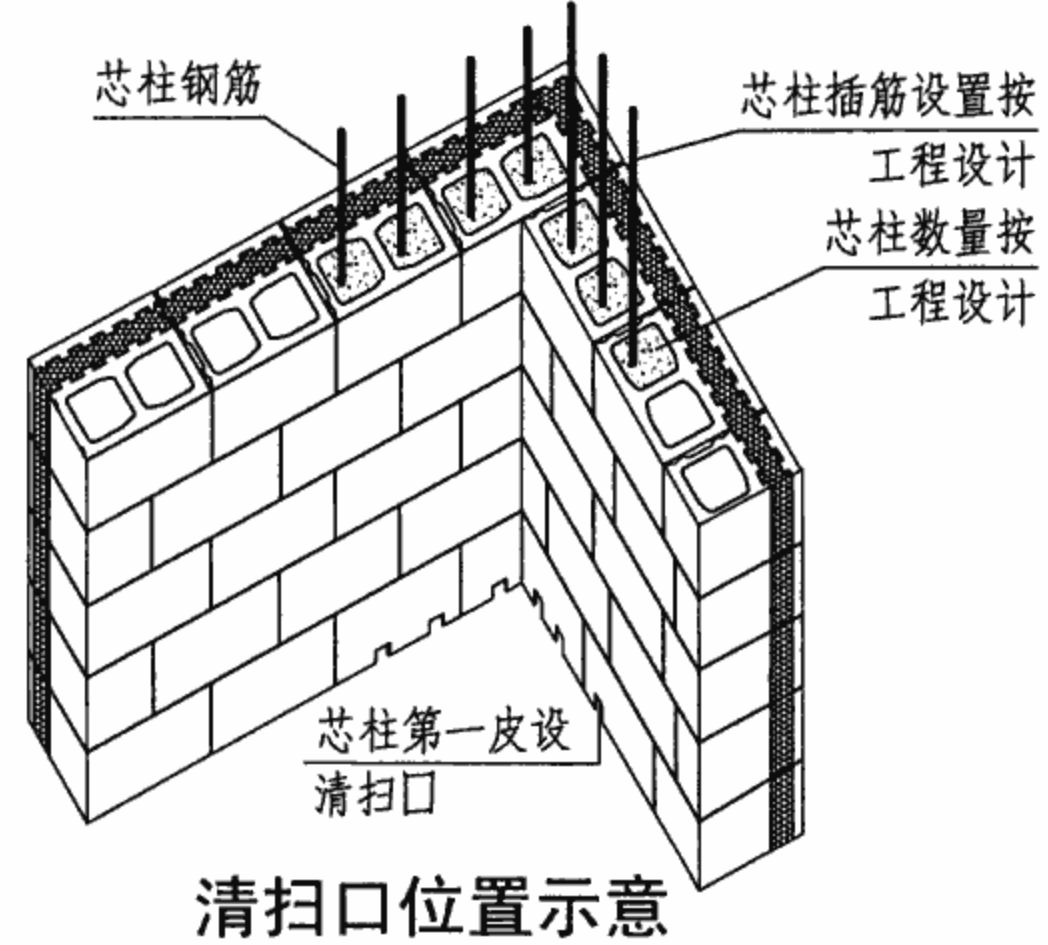 芯柱钢筋
芯柱插筋设置按
工程设计
芯柱数量按
工程设计
芯柱第一皮设
清扫口
清扫口位置示意